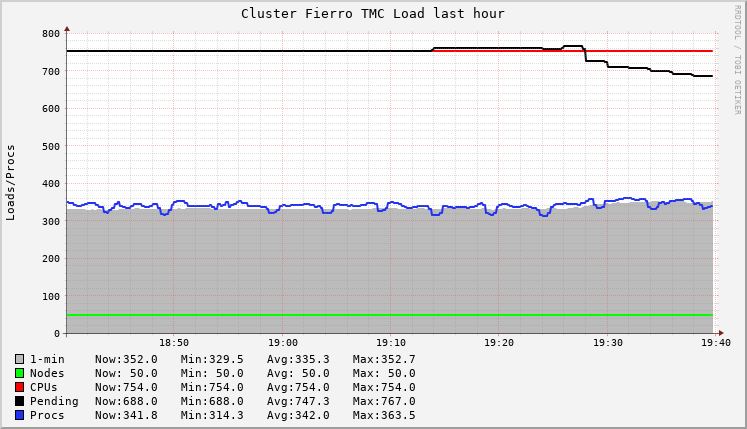 Cluster Fierro TMC Load last hour
RRDTOOL / TOBI OETIKER
Loads/Procs
800
700
600
500
400
300
200
100
0
18:50 19:00 19:10 19:20 19:30 19:40
1-min Now:352.0 Min:329.5 Avg:335.3 Max:352.7
Nodes Now: 50.0 Min: 50.0 Avg: 50.0 Max: 50.0
CPUs Now:754.0 Min:754.0 Avg:754.0 Max:754.0
Pending Now:688.0 Min:688.0 Avg:747.3 Max:767.0
Procs Now:341.8 Min:314.3 Avg:342.0 Max:363.5